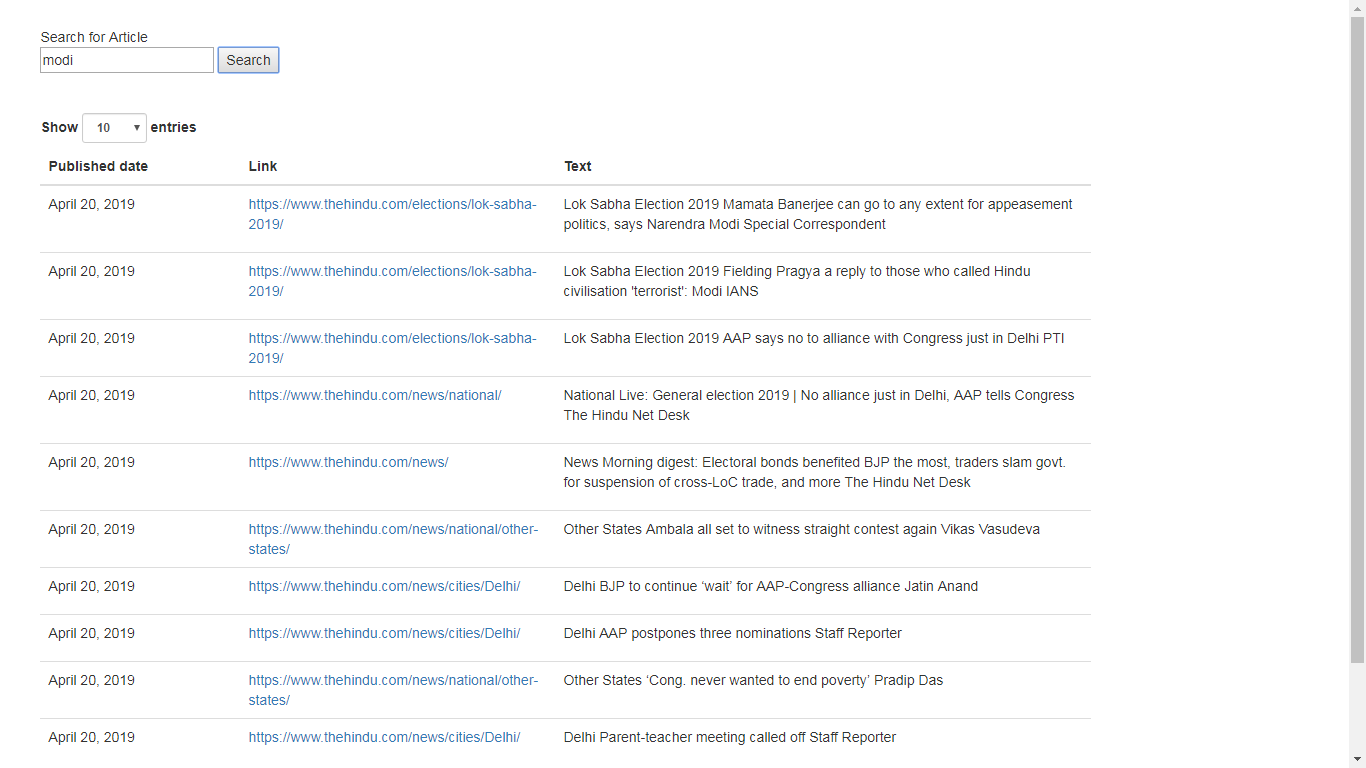 Search for Article
modi Search
Show 10 entries
Published date Link Text
April 20, 2019 https://www.thehindu.com/elections/lok-sabha- Lok Sabha Election 2019 Mamata Banerjee can go to any extent for appeasement
2019/ politics, says Narendra Modi Special Correspondent
April 20, 2019 https://www.thehindu.com/elections/lok-sabha- Lok Sabha Election 2019 Fielding Pragya a reply to those who called Hindu
2019/ civilisation 'terrorist': Modi IANS
April 20, 2019 https://www.thehindu.com/elections/lok-sabha- Lok Sabha Election 2019 AAP says no to alliance with Congress just in Delhi PTI
2019/
April 20, 2019 https://www.thehindu.com/news/national/ National Live: General election 2019 | No alliance just in Delhi, AAP tells Congress
The Hindu Net Desk
April 20, 2019 https://www.thehindu.com/news/ News Morning digest: Electoral bonds benefited BJP the most, traders slam govt.
for suspension of cross-LoC trade, and more The Hindu Net Desk
April 20, 2019 https://www.thehindu.com/news/national/other- Other States Ambala all set to witness straight contest again Vikas Vasudeva
states/
April 20, 2019 https://www.thehindu.com/news/cities/Delhi/ Delhi BJP to continue ‘wait’ for AAP-Congress alliance Jatin Anand
April 20, 2019 https://www.thehindu.com/news/cities/Delhi/ Delhi AAP postpones three nominations Staff Reporter
April 20, 2019 https://www.thehindu.com/news/national/other- Other States ‘Cong. never wanted to end poverty’ Pradip Das
states/
April 20, 2019 https://www.thehindu.com/news/cities/Delhi/ Delhi Parent-teacher meeting called off Staff Reporter